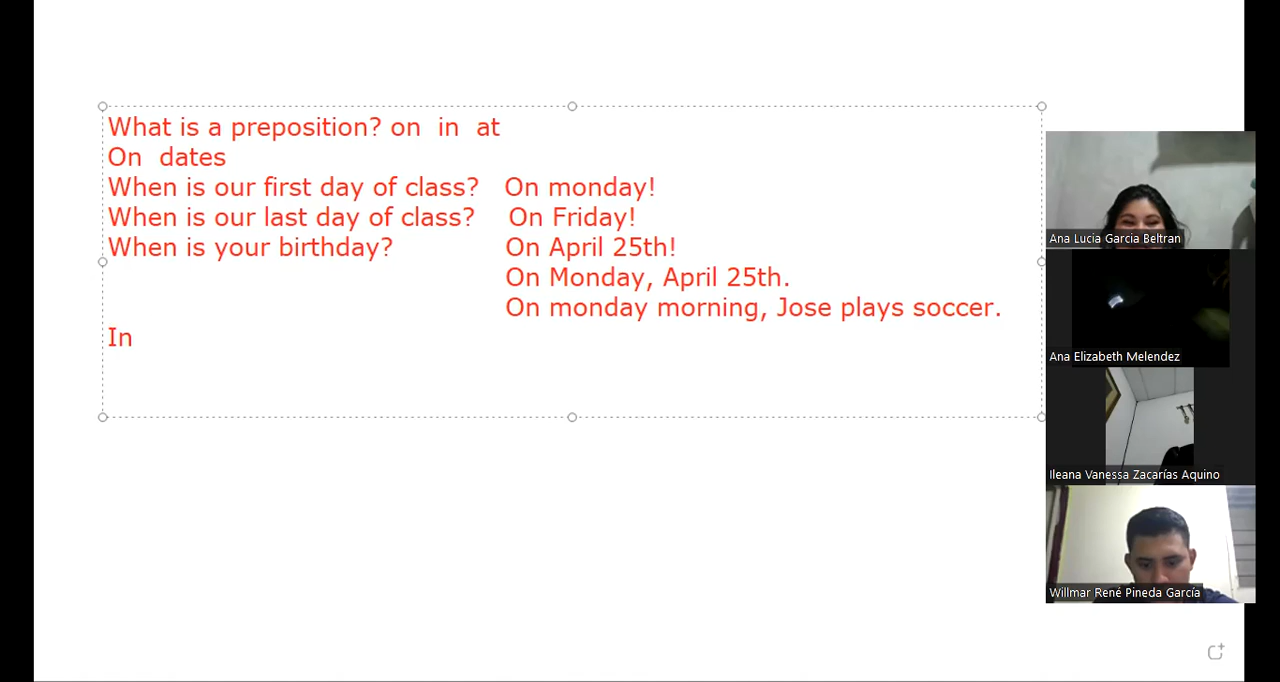 What is a preposition? on in at
On dates
When is our first day of class? On monday!
When is our last day of class? On Friday!
When is your birthday? On April 25th!
On Monday, April 25th.
On monday morning, Jose plays soccer.
In
Ana Lucia Garcia Beltran
Ana Elizabeth Melendez
Ileana Vanessa Zacarías Aquino
Willmar René Pineda García